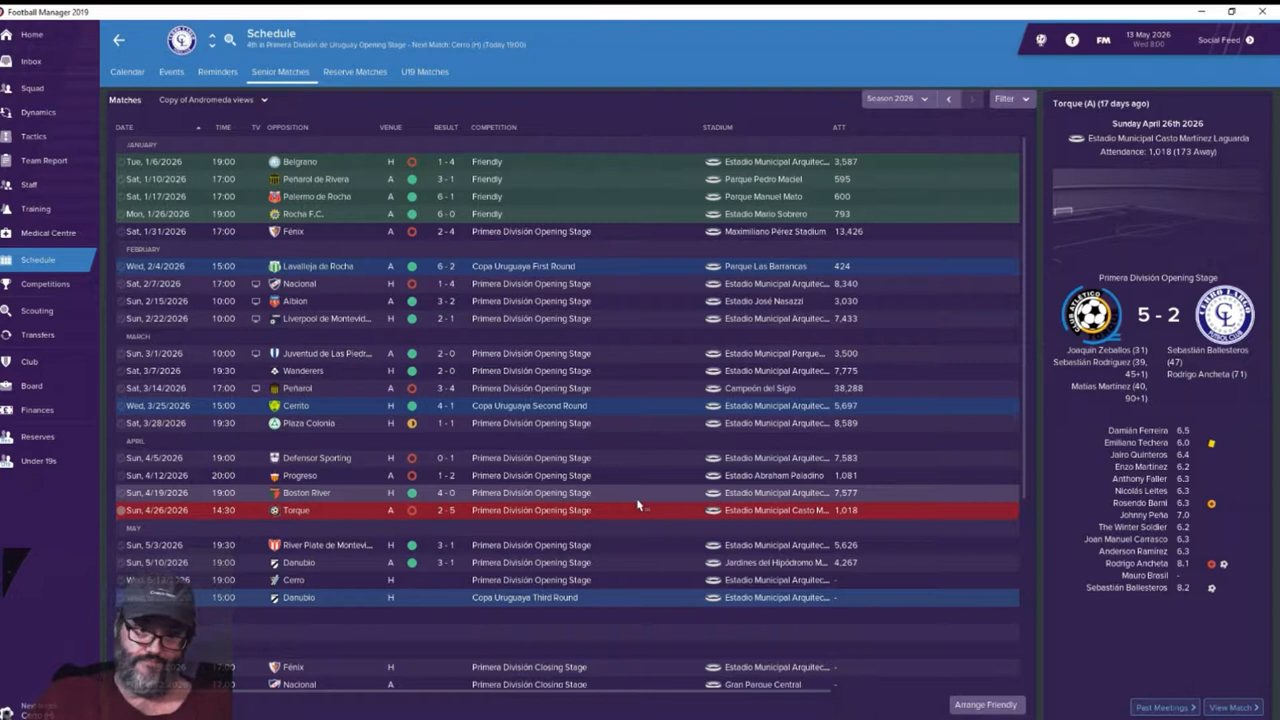 Football Manager 2019
Home
Inbox
Squad
Dynamics
Tactics
Team Report
Staff
Training
Medical Centre
Schedule
Competitions
Scouting
Transfers
Club
Board
Finances
Reserves
Under 19s
Schedule
4th in Primera División de Uruguay Opening Stage - Next Match: Cerro (H) (Today 19:00)
13 May 2026
Wed 8:00
FM
Social Feed
Calendar Events Reminders Senior Matches Reserve Matches U19 Matches
Matches Copy of Andromeda views Season 2026 Filter
DATE TIME TV OPPOSITION VENUE RESULT COMPETITION STADIUM ATT
JANUARY
Tue, 1/6/2026 19:00 Belgrano H 1 - 4 Friendly Estadio Municipal Arquitec... 3,587
Sat, 1/10/2026 17:00 Peñarol de Rivera A 3 - 1 Friendly Parque Pedro Maciel 595
Sat, 1/17/2026 17:00 Palermo de Rocha A 6 - 1 Friendly Parque Manuel Mato 600
Mon, 1/26/2026 19:00 Rocha F.C. A 6 - 0 Friendly Estadio Mario Sobrero 793
Sat, 1/31/2026 17:00 Fénix A 2 - 4 Primera División Opening Stage Maximiliano Pérez Stadium 13,426
FEBRUARY
Wed, 2/4/2026 15:00 Lavalleja de Rocha A 6 - 2 Copa Uruguaya First Round Parque Las Barrancas 424
Sat, 2/7/2026 17:00 Nacional H 1 - 4 Primera División Opening Stage Estadio Municipal Arquitec... 8,340
Sun, 2/15/2026 10:00 Albion A 3 - 2 Primera División Opening Stage Estadio José Nasazzi 3,030
Sun, 2/22/2026 10:00 Liverpool de Montevid... H 2 - 1 Primera División Opening Stage Estadio Municipal Arquitec... 7,433
MARCH
Sun, 3/1/2026 10:00 Juventud de Las Piedr... A 2 - 0 Primera División Opening Stage Estadio Municipal Parque... 3,500
Sat, 3/7/2026 19:30 Wanderers H 2 - 0 Primera División Opening Stage Estadio Municipal Arquitec... 7,775
Sat, 3/14/2026 17:00 Peñarol A 3 - 4 Primera División Opening Stage Campeón del Siglo 38,288
Wed, 3/25/2026 15:00 Cerrito H 4 - 1 Copa Uruguaya Second Round Estadio Municipal Arquitec... 5,697
Sat, 3/28/2026 19:30 Plaza Colonia H 1 - 1 Primera División Opening Stage Estadio Municipal Arquitec... 8,589
APRIL
Sun, 4/5/2026 19:00 Defensor Sporting H 0 - 1 Primera División Opening Stage Estadio Municipal Arquitec... 7,583
Sun, 4/12/2026 20:00 Progreso A 1 - 2 Primera División Opening Stage Estadio Abraham Paladino 1,081
Sun, 4/19/2026 19:00 Boston River H 4 - 0 Primera División Opening Stage Estadio Municipal Arquitec... 7,577
Sun, 4/26/2026 14:30 Torque A 2 - 5 Primera División Opening Stage Estadio Municipal Casto M... 1,018
MAY
Sun, 5/3/2026 19:30 River Plate de Montevi... H 3 - 1 Primera División Opening Stage Estadio Municipal Arquitec... 5,626
Sun, 5/10/2026 19:00 Danubio A 3 - 1 Primera División Opening Stage Jardines del Hipódromo M... 4,267
19:00 Cerro H Primera División Opening Stage Estadio Municipal Arquitec... -
15:00 Danubio H Copa Uruguaya Third Round Estadio Municipal Arquitec... -
Fénix H Primera División Closing Stage Estadio Municipal Arquitec... -
Nacional A Primera División Closing Stage Gran Parque Central -
Arrange Friendly
Torque (A) (17 days ago)
Sunday April 26th 2026
Estadio Municipal Casto Martínez Laguarda
Attendance: 1,018 (173 Away)
Primera División Opening Stage
5 - 2
Joaquín Zeballos (31)
Sebastián Rodríguez (39,
45+1)
Matías Martínez (40,
90+1)
Sebastián Ballesteros
(47)
Rodrigo Ancheta (71)
Damián Ferreira 6.5
Emiliano Techera 6.0
Jairo Quinteros 6.4
Enzo Martínez 6.2
Anthony Faller 6.3
Nicolás Leites 6.3
Rosendo Barni 6.3
Johnny Peña 7.0
The Winter Soldier 6.2
Joan Manuel Carrasco 6.3
Anderson Ramírez 6.3
Rodrigo Ancheta 8.1
Mauro Brasil -
Sebastián Ballesteros 8.2
Past Meetings View Match